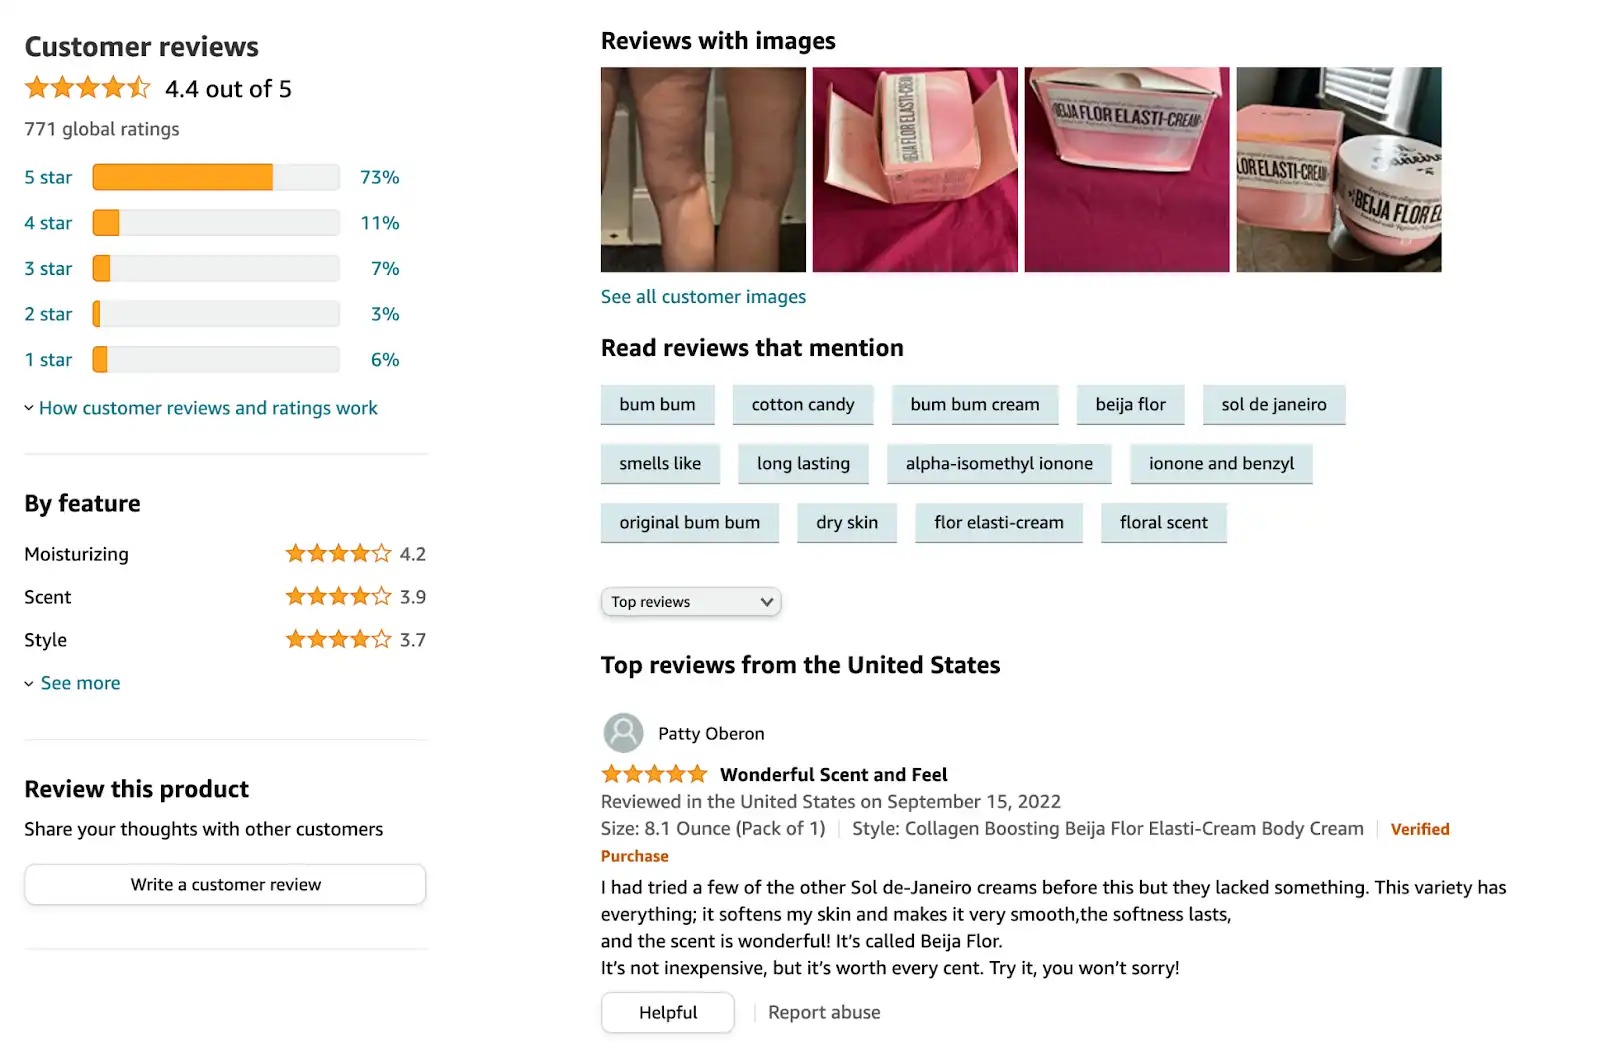 Customer reviews
4.4 out of 5
771 global ratings
5 star 73%
4 star 11%
3 star 7%
2 star 3%
1 star 6%
How customer reviews and ratings work
By feature
Moisturizing 4.2
Scent 3.9
Style 3.7
See more
Review this product
Share your thoughts with other customers
Write a customer review
Reviews with images
BEIJA FLOR ELASTI-CREAM
BEIJA FLOR ELASTI-CREAM
LOR ELASTI-CREAM
BEIJA FLOR EL
See all customer images
Read reviews that mention
bum bum cotton candy bum bum cream beija flor sol de janeiro
smells like long lasting alpha-isomethyl ionone ionone and benzyl
original bum bum dry skin flor elasti-cream floral scent
Top reviews
Top reviews from the United States
Patty Oberon
Wonderful Scent and Feel
Reviewed in the United States on September 15, 2022
Size: 8.1 Ounce (Pack of 1) Style: Collagen Boosting Beija Flor Elasti-Cream Body Cream Verified
Purchase
I had tried a few of the other Sol de-Janeiro creams before this but they lacked something. This variety has
everything; it softens my skin and makes it very smooth,the softness lasts,
and the scent is wonderful! It's called Beija Flor.
It's not inexpensive, but it's worth every cent. Try it, you won't sorry!
Helpful Report abuse